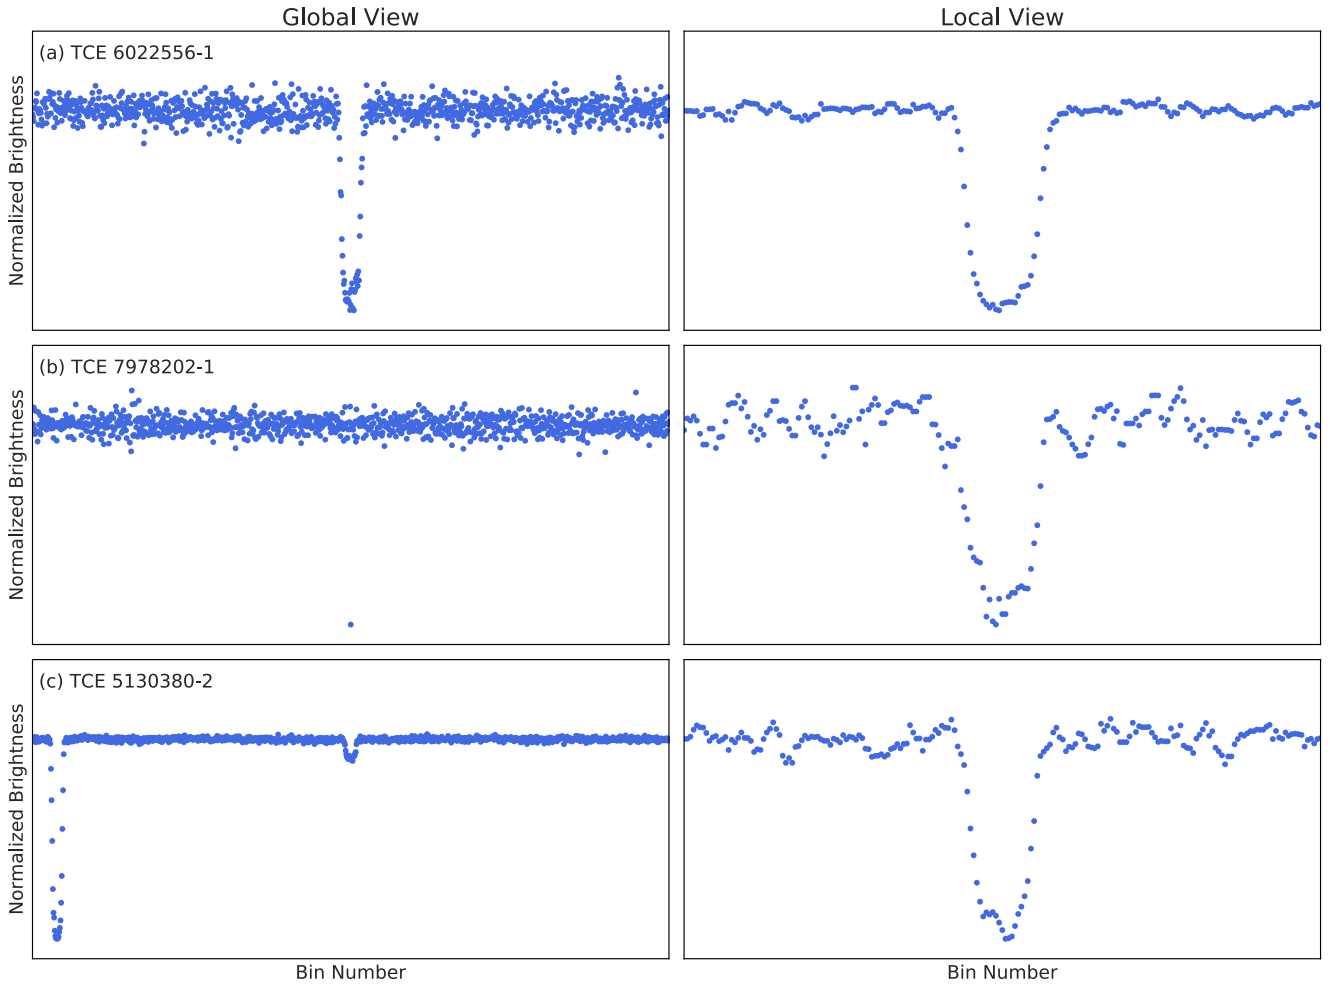 Global View
Local View
(a) TCE 6022556-1
Normalized Brightness
(b) TCE 7978202-1
Normalized Brightness
(c) TCE 5130380-2
Normalized Brightness
Bin Number
Bin Number